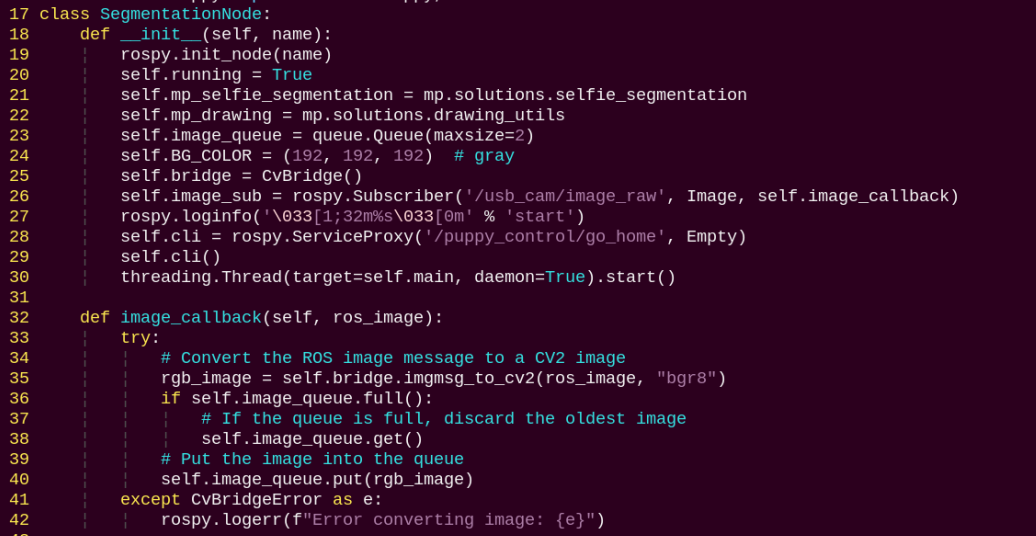 17 class SegmentationNode:
18     def __init__(self, name):
19         rospy.init_node(name)
20         self.running = True
21         self.mp_selfie_segmentation = mp.solutions.selfie_segmentation
22         self.mp_drawing = mp.solutions.drawing_utils
23         self.image_queue = queue.Queue(maxsize=2)
24         self.BG_COLOR = (192, 192, 192)  # gray
25         self.bridge = CvBridge()
26         self.image_sub = rospy.Subscriber('/usb_cam/image_raw', Image, self.image_callback)
27         rospy.loginfo('\033[1;32m%s\033[0m' % 'start')
28         self.cli = rospy.ServiceProxy('/puppy_control/go_home', Empty)
29         self.cli()
30         threading.Thread(target=self.main, daemon=True).start()
31
32     def image_callback(self, ros_image):
33         try:
34             # Convert the ROS image message to a CV2 image
35             rgb_image = self.bridge.imgmsg_to_cv2(ros_image, "bgr8")
36             if self.image_queue.full():
37                 # If the queue is full, discard the oldest image
38                 self.image_queue.get()
39             # Put the image into the queue
40             self.image_queue.put(rgb_image)
41         except CvBridgeError as e:
42             rospy.logerr(f"Error converting image: {e}")